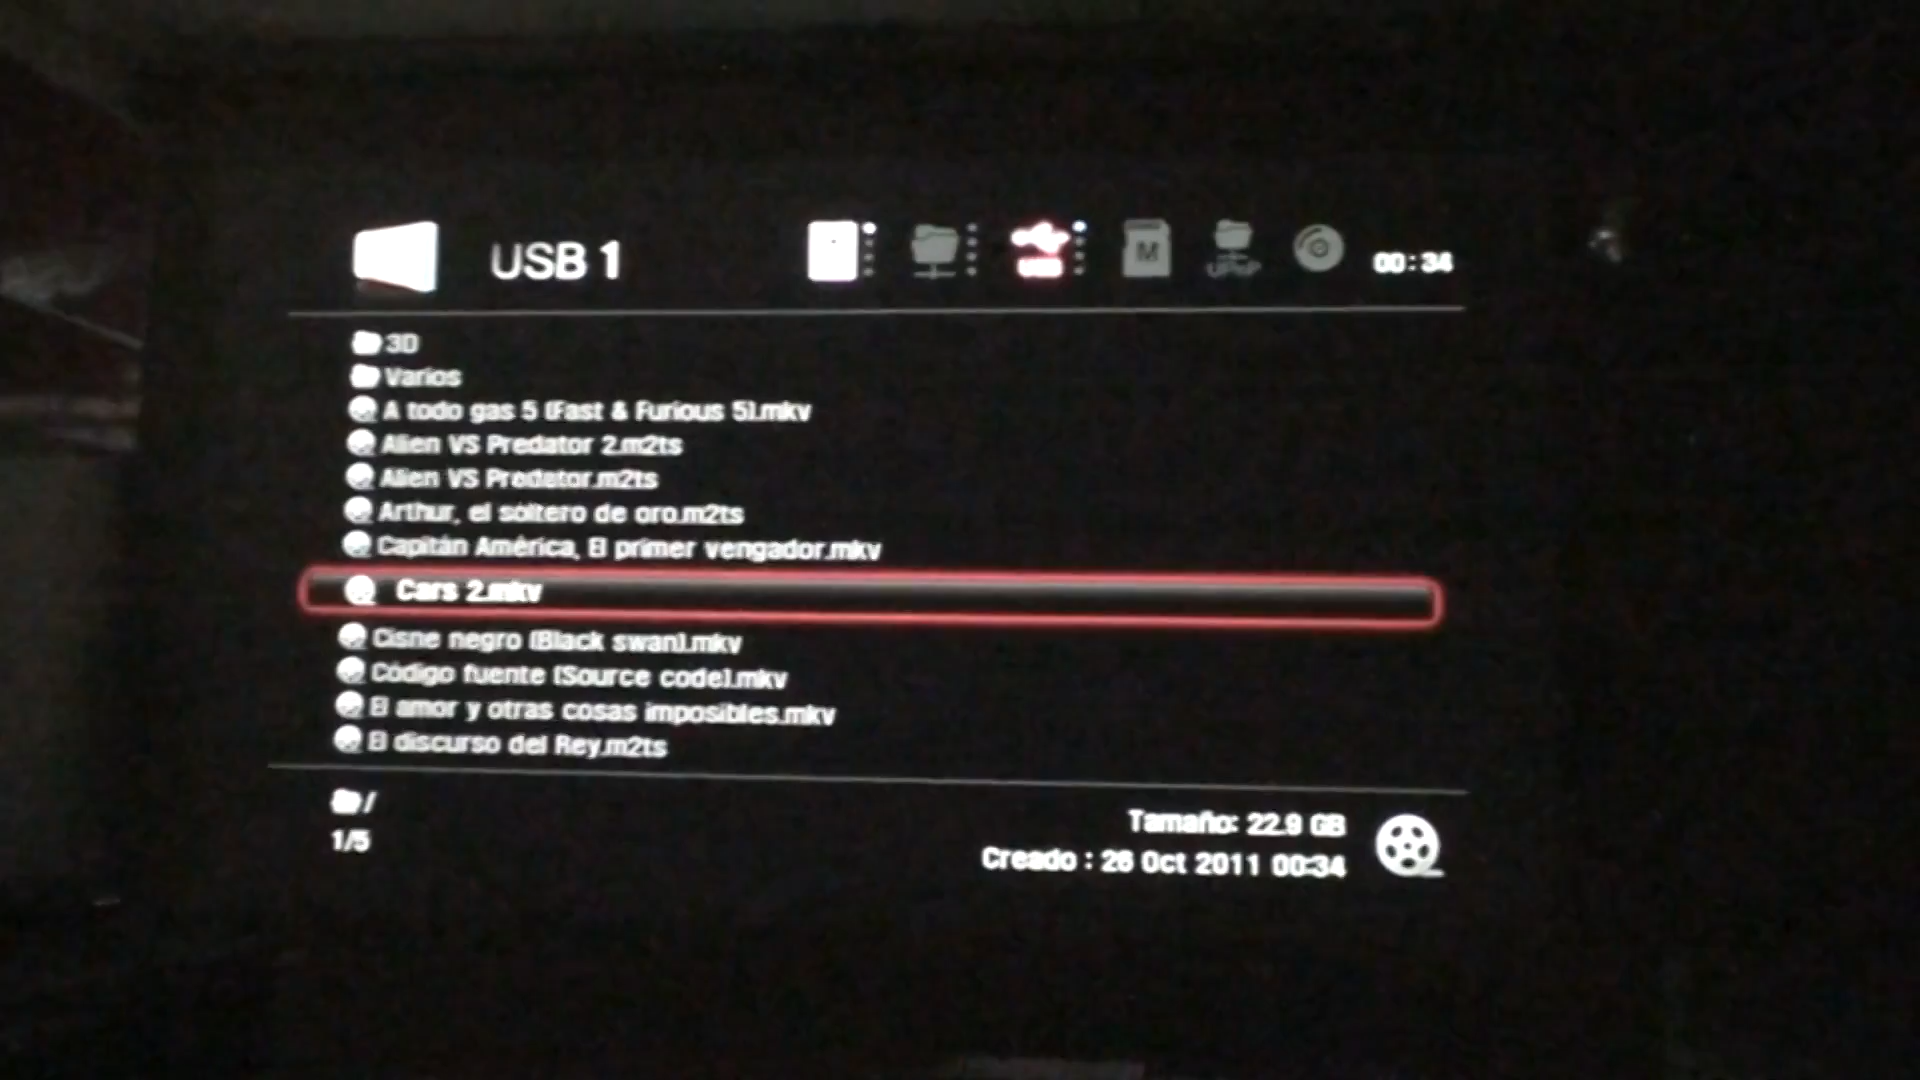 USB 1
M
UPnP
00:34
3D
Varios
A todo gas 5 (Fast & Furious 5).mkv
Alien VS Predator 2.m2ts
Alien VS Predator.m2ts
Arthur, el soltero de oro.m2ts
Capitán América, El primer vengador.mkv
Cars 2.mkv
Cisne negro (Black swan).mkv
Código fuente (Source code).mkv
El amor y otras cosas imposibles.mkv
El discurso del Rey.m2ts
/
1/5
Tamaño: 22.9 GB
Creado : 26 Oct 2011 00:34